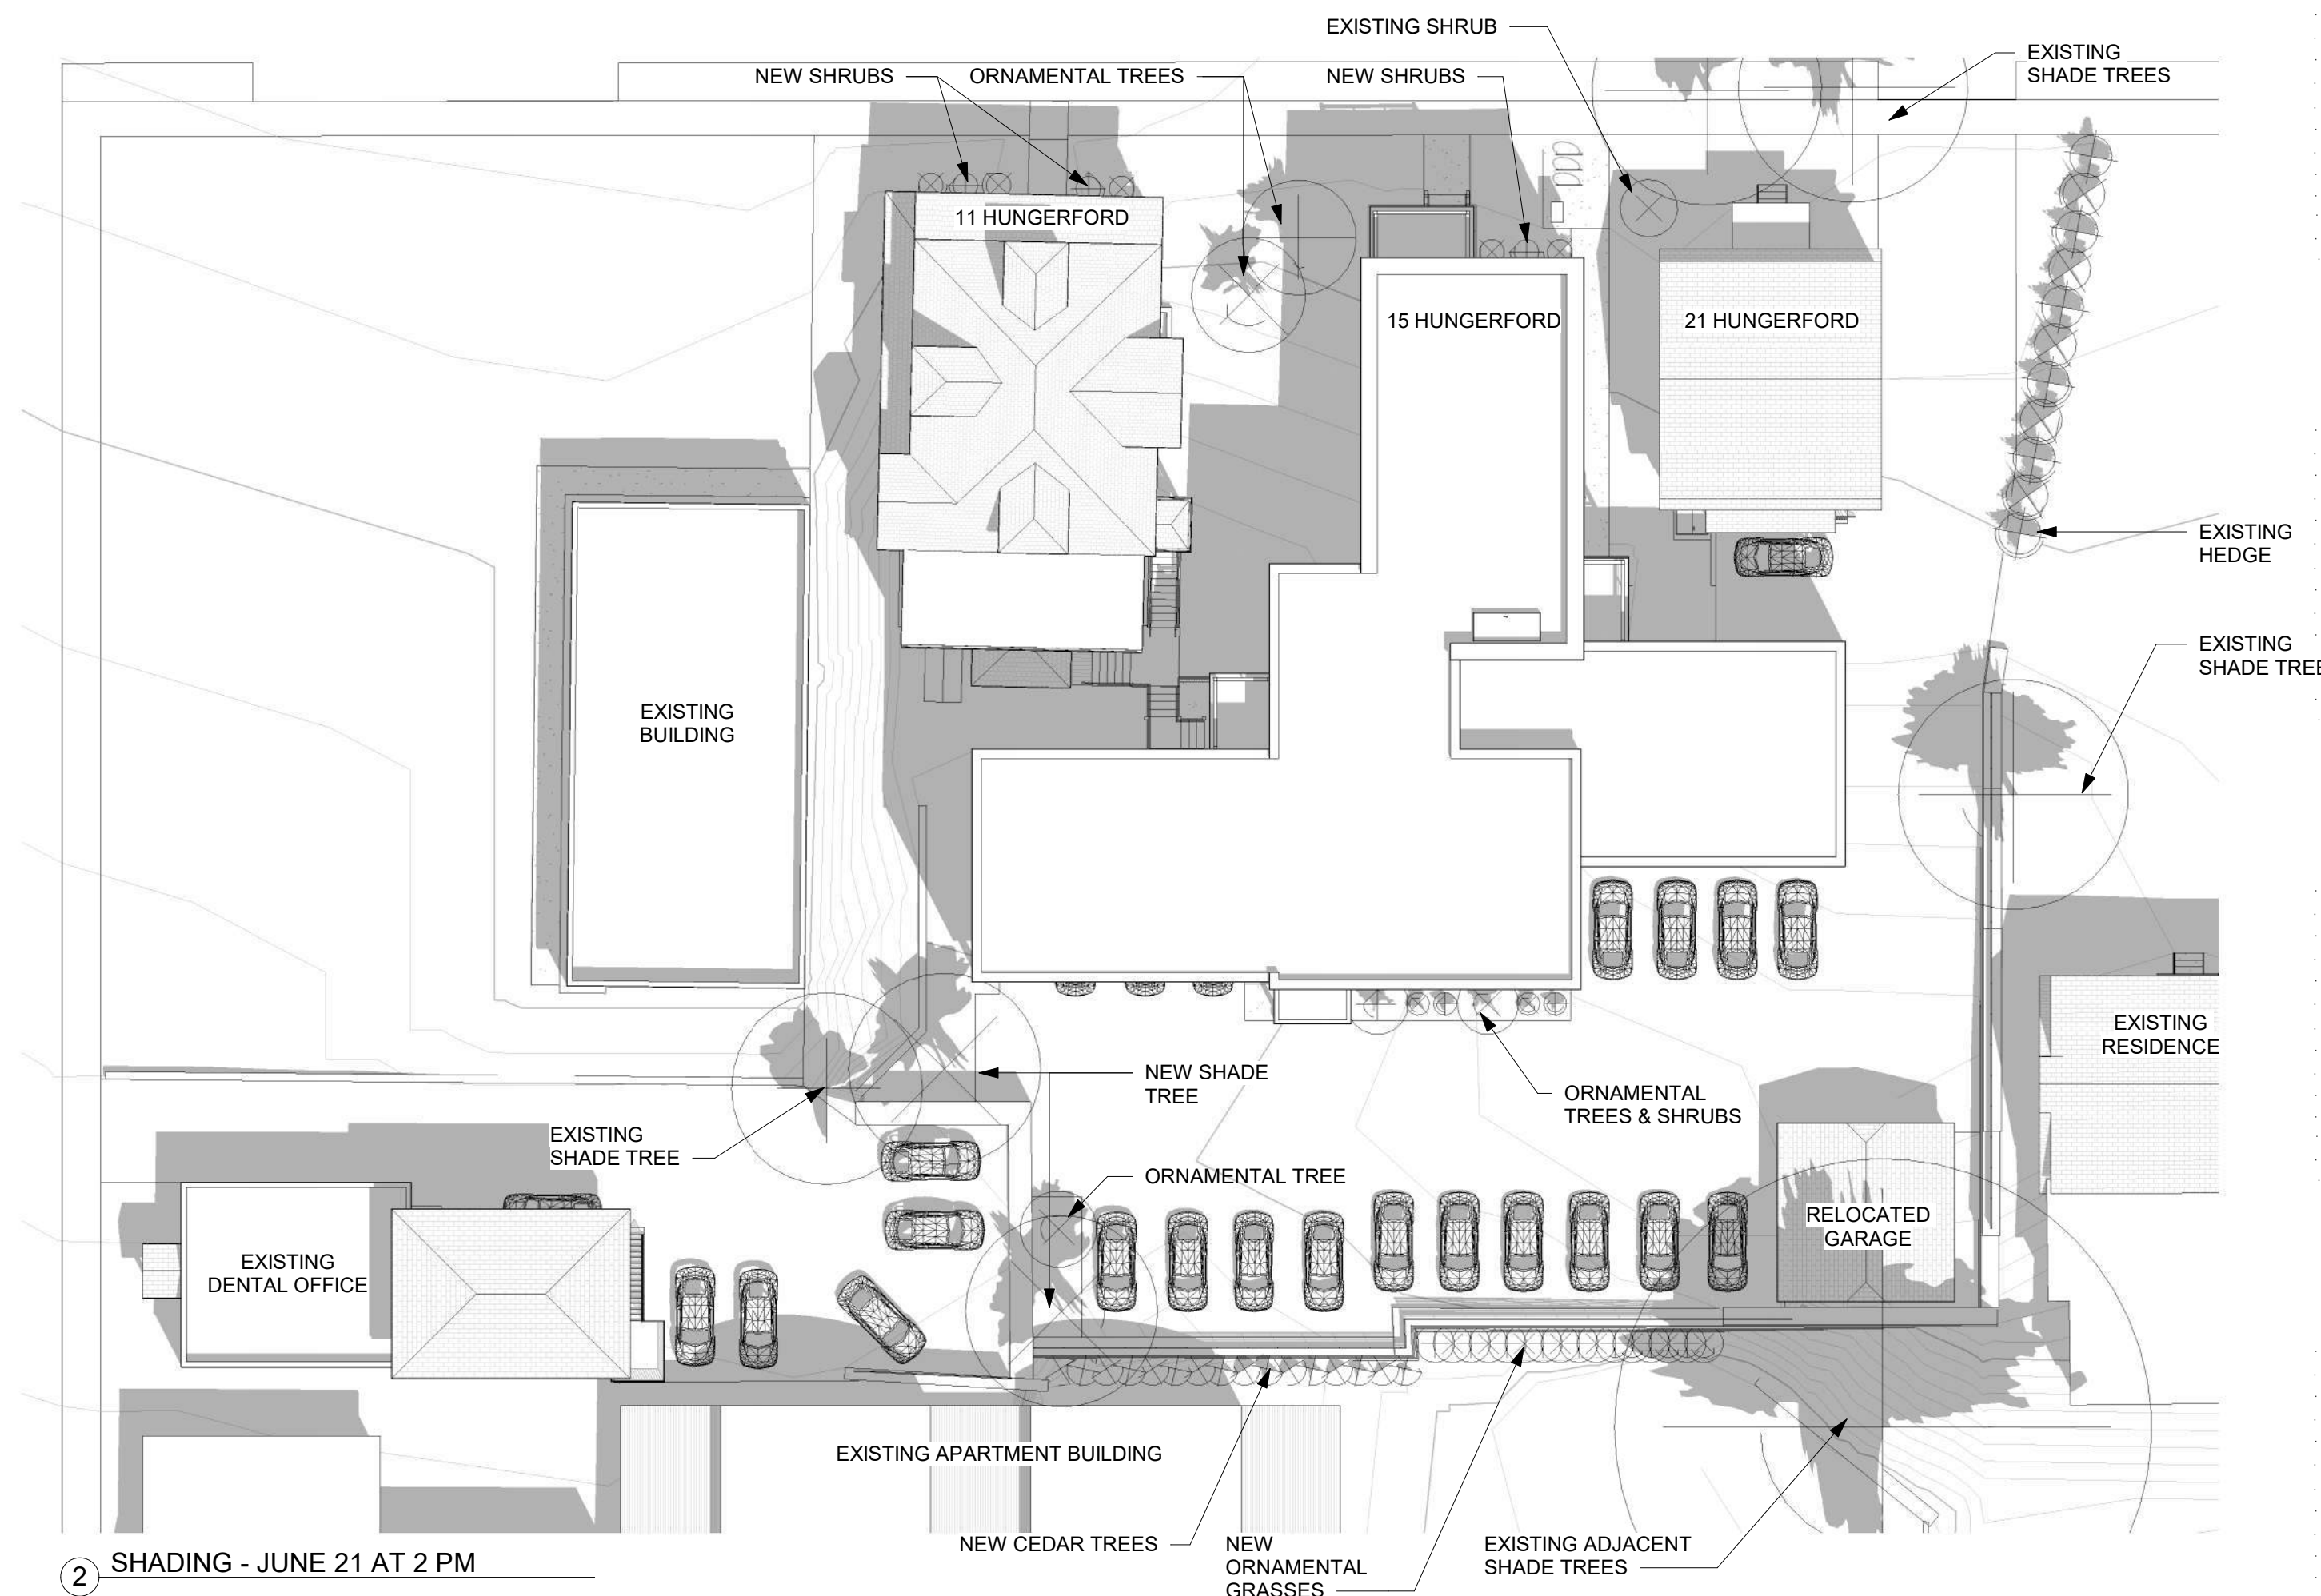 EXISTING SHRUB
EXISTING
SHADE TREES
NEW SHRUBS
ORNAMENTAL TREES
NEW SHRUBS
11 HUNGERFORD
15 HUNGERFORD
21 HUNGERFORD
EXISTING
HEDGE
EXISTING
SHADE TREE
EXISTING
BUILDING
EXISTING
RESIDENCE
NEW SHADE
TREE
ORNAMENTAL
TREES & SHRUBS
EXISTING
SHADE TREE
ORNAMENTAL TREE
RELOCATED
GARAGE
EXISTING
DENTAL OFFICE
EXISTING APARTMENT BUILDING
NEW CEDAR TREES
NEW
ORNAMENTAL
GRASSES
EXISTING ADJACENT
SHADE TREES
2 SHADING - JUNE 21 AT 2 PM